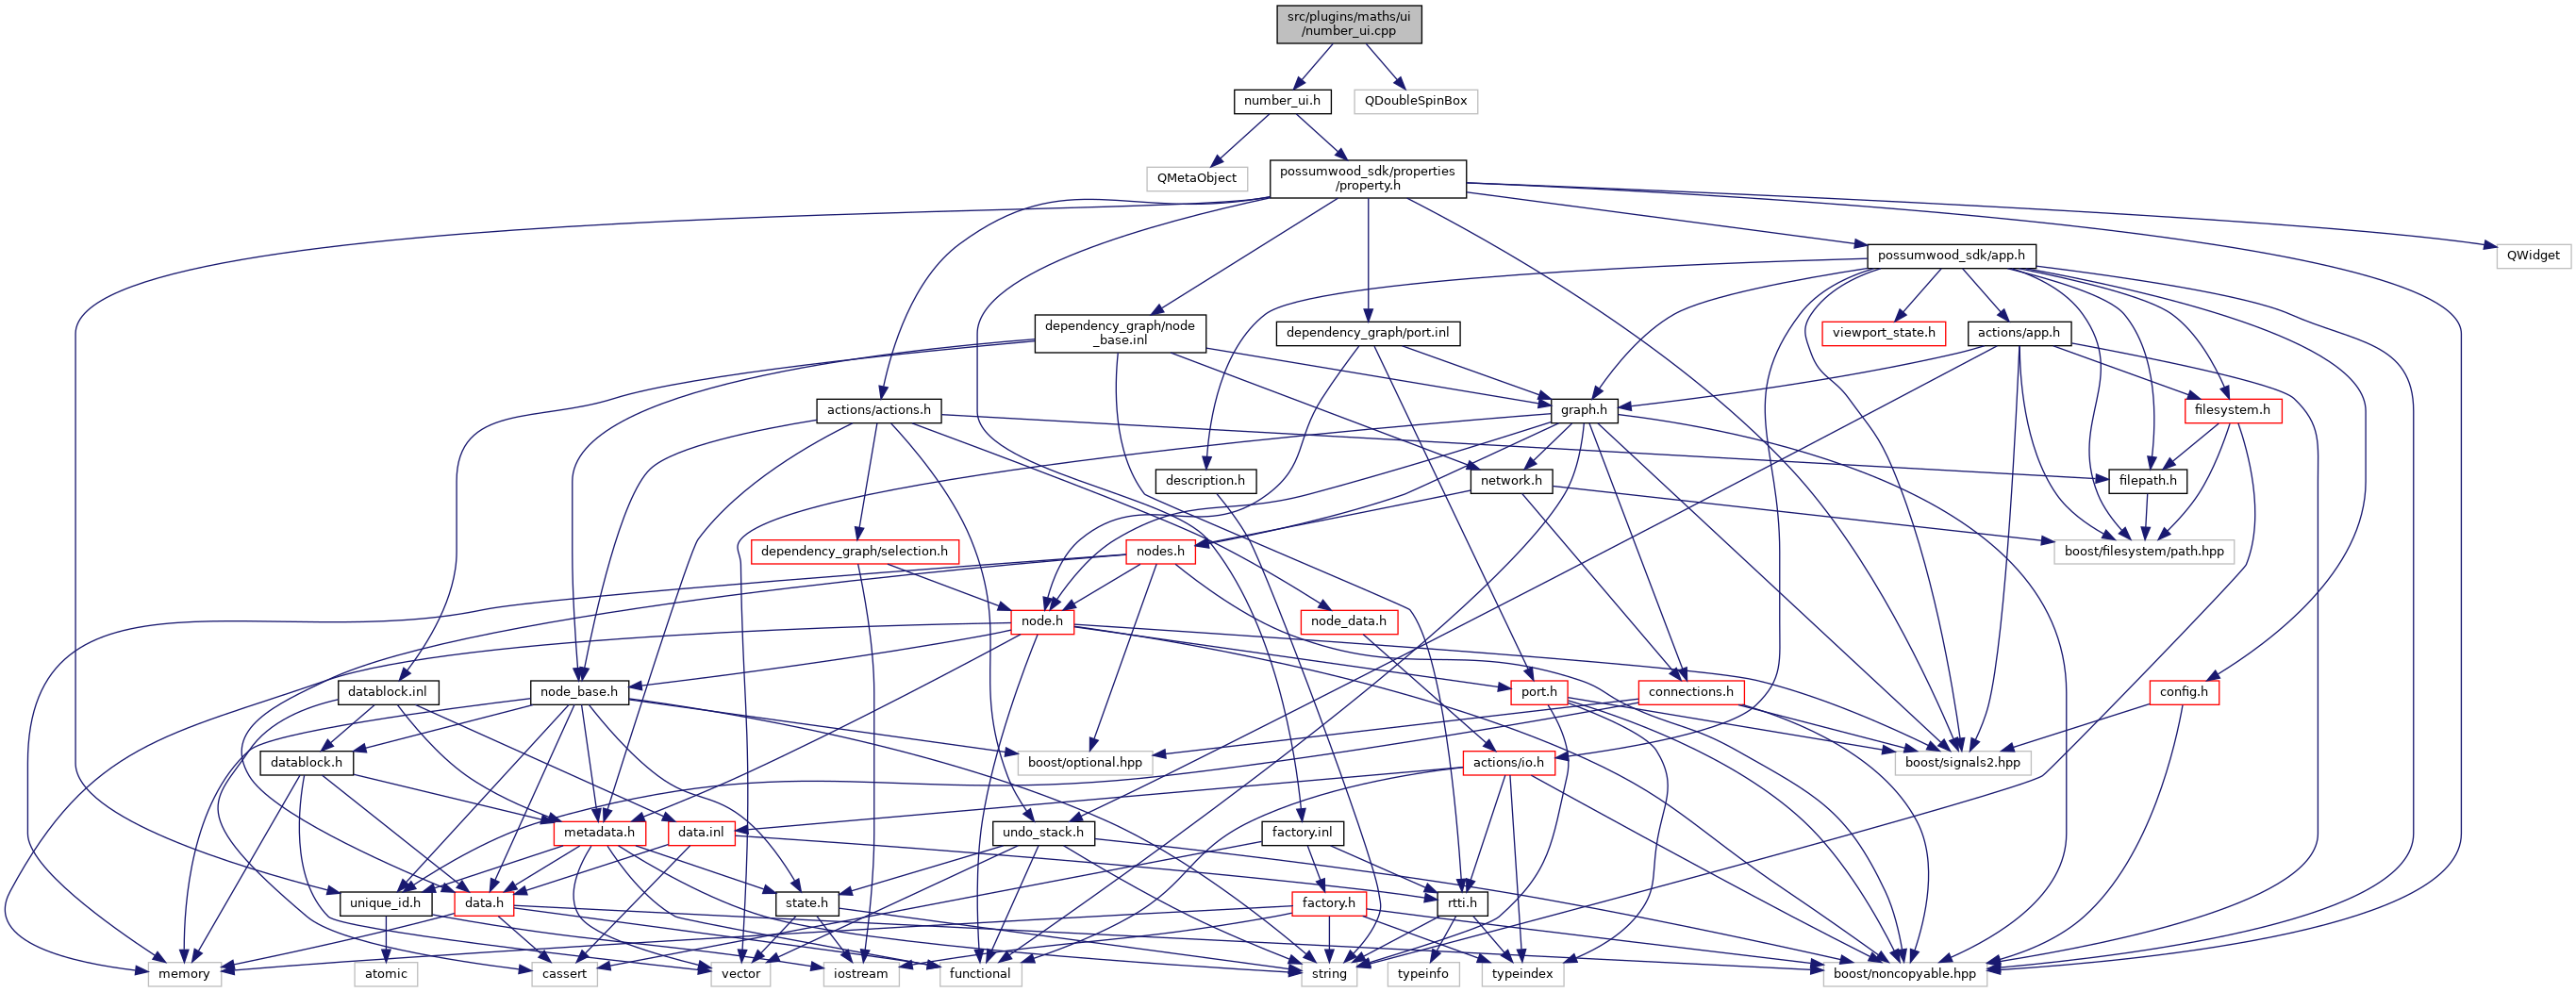 src/plugins/maths/ui
/number_ui.cpp
number_ui.h
QDoubleSpinBox
QMetaObject
possumwood_sdk/properties
/property.h
possumwood_sdk/app.h
QWidget
dependency_graph/node
_base.inl
dependency_graph/port.inl
viewport_state.h
actions/app.h
actions/actions.h
graph.h
filesystem.h
description.h
network.h
filepath.h
dependency_graph/selection.h
nodes.h
boost/filesystem/path.hpp
node.h
node_data.h
datablock.inl
node_base.h
port.h
connections.h
config.h
datablock.h
boost/optional.hpp
actions/io.h
boost/signals2.hpp
metadata.h
data.inl
undo_stack.h
factory.inl
unique_id.h
data.h
state.h
factory.h
rtti.h
memory
atomic
cassert
vector
iostream
functional
string
typeinfo
typeindex
boost/noncopyable.hpp